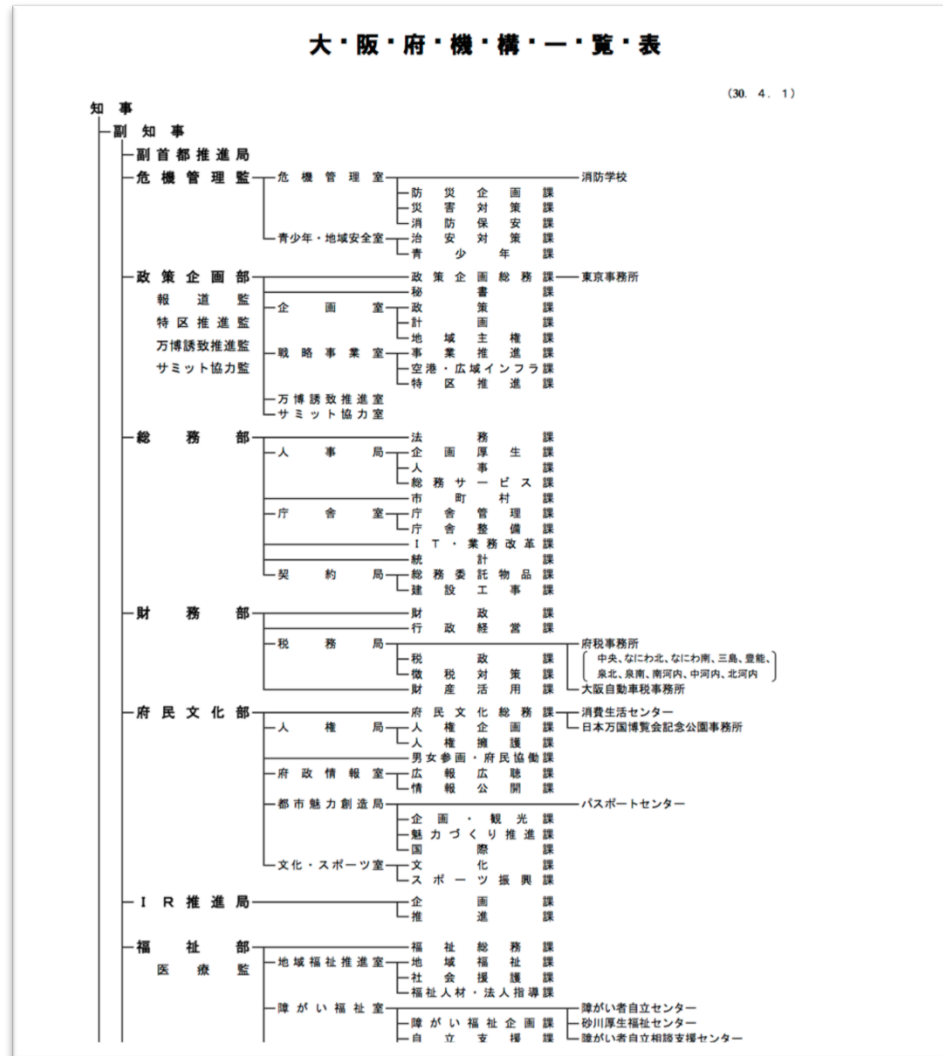 大・阪・府・機・構・一・覧・表
(30. 4. 1)
知事
副知事
副首都推進局
危機管理監 危機管理室 消防学校
防災企画課
災害対策課
消防保安課
青少年・地域安全室 治安対策課
青少年課
政策企画部 政策企画総務課 東京事務所
報道監 秘書課
企画室 政策課
特区推進監 計画課
地域主権課
万博誘致推進監 戦略事業室 事業推進課
サミット協力監 空港・広域インフラ課
特区推進課
万博誘致推進室
サミット協力室
総務部 法務課
人事局 企画厚生課
人事課
総務サービス課
市町村課
庁舎室 庁舎管理課
庁舎整備課
IT・業務改革課
統計課
契約局 総務委託物品課
建設工事課
財務部 財政課
行政経営課
税務局 府税事務所
税政課 中央、なにわ北、なにわ南、三島、豊能、
徴税対策課 泉北、泉南、南河内、中河内、北河内
財産活用課 大阪自動車税事務所
府民文化部 府民文化総務課 消費生活センター
人権局 人権企画課 日本万国博覧会記念公園事務所
人権擁護課
男女参画・府民協働課
府政情報室 広報広聴課
情報公開課
都市魅力創造局 パスポートセンター
企画・観光課
魅力づくり推進課
国際課
文化・スポーツ室 文化課
スポーツ振興課
IR推進局 企画課
推進課
福祉部 福祉総務課
医療監 地域福祉推進室 地域福祉課
社会援護課
福祉人材・法人指導課
障がい福祉室 障がい者自立センター
障がい福祉企画課 砂川厚生福祉センター
自立支援課 障がい者自立相談支援センター